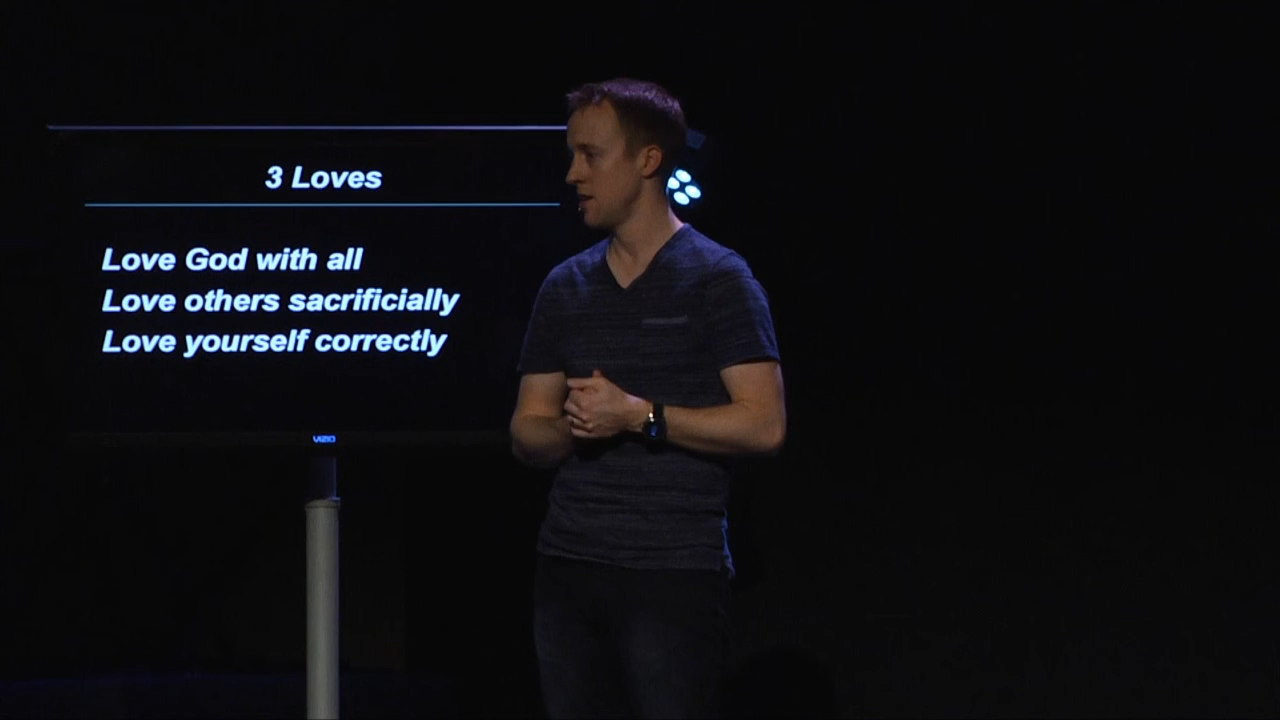 3 Loves
Love God with all
Love others sacrificially
Love yourself correctly
VIZIO